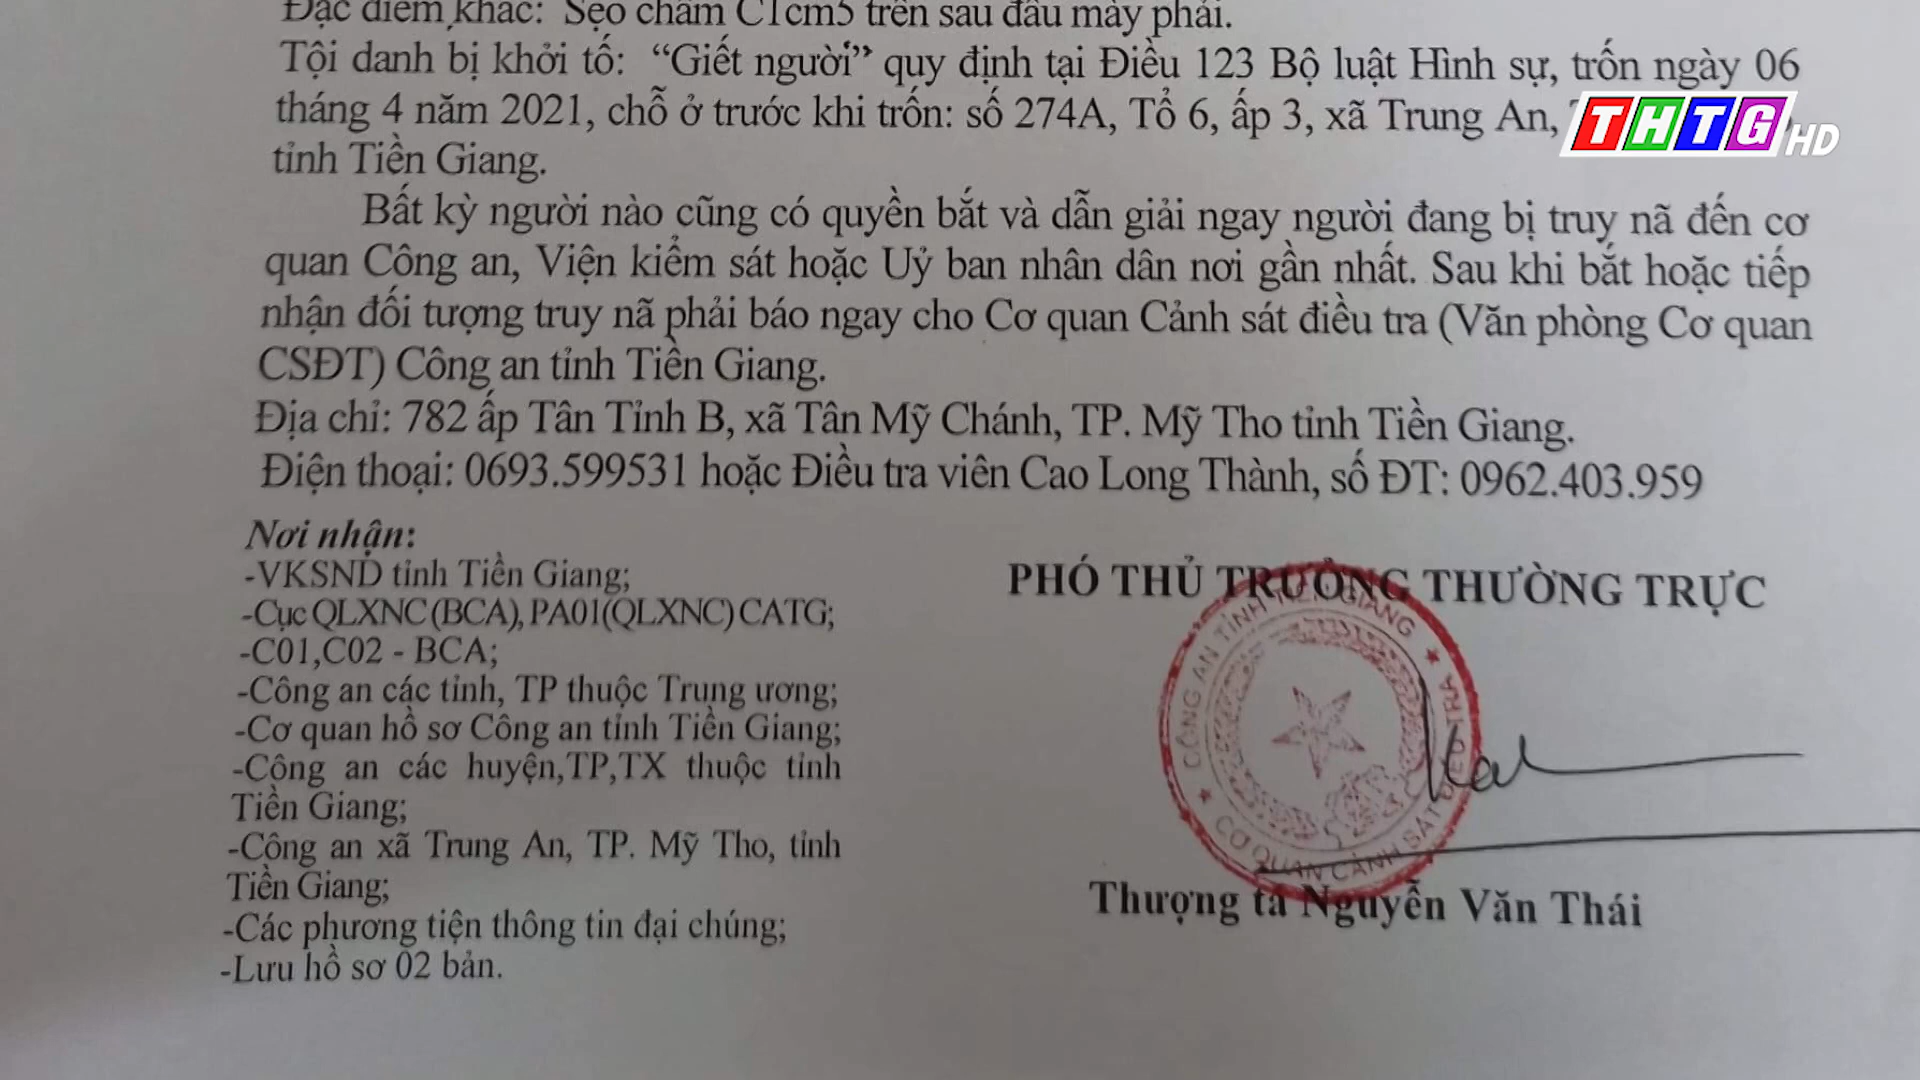 Đặc điểm khác: Sẹo chấm C1cm5 trên sau đầu mày phải.
Tội danh bị khởi tố: “Giết người” quy định tại Điều 123 Bộ luật Hình sự, trốn ngày 06
tháng 4 năm 2021, chỗ ở trước khi trốn: số 274A, Tổ 6, ấp 3, xã Trung An,
THTG HD
tỉnh Tiền Giang.
Bất kỳ người nào cũng có quyền bắt và dẫn giải ngay người đang bị truy nã đến cơ
quan Công an, Viện kiểm sát hoặc Uỷ ban nhân dân nơi gần nhất. Sau khi bắt hoặc tiếp
nhận đối tượng truy nã phải báo ngay cho Cơ quan Cảnh sát điều tra (Văn phòng Cơ quan
CSĐT) Công an tỉnh Tiền Giang.
Địa chỉ: 782 ấp Tân Tỉnh B, xã Tân Mỹ Chánh, TP. Mỹ Tho tỉnh Tiền Giang.
Điện thoại: 0693.599531 hoặc Điều tra viên Cao Long Thành, số ĐT: 0962.403.959
Nơi nhận:
-VKSND tỉnh Tiền Giang;
-Cục QLXNC (BCA), PA01(QLXNC) CATG;
-C01,C02 - BCA;
-Công an các tỉnh, TP thuộc Trung ương;
-Cơ quan hồ sơ Công an tỉnh Tiền Giang;
-Công an các huyện,TP,TX thuộc tỉnh
Tiền Giang;
-Công an xã Trung An, TP. Mỹ Tho, tỉnh
Tiền Giang;
-Các phương tiện thông tin đại chúng;
-Lưu hồ sơ 02 bản.
PHÓ THỦ TRƯỞNG THƯỜNG TRỰC
CÔNG AN TỈNH TIỀN GIANG
CƠ QUAN CẢNH SÁT ĐIỀU TRA
Thượng tá Nguyễn Văn Thái